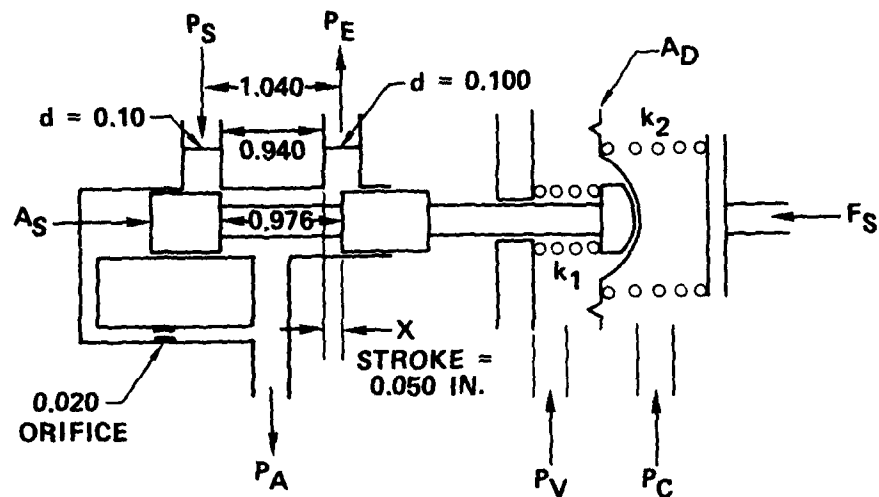 P_S
P_E
1.040
d = 0.100
A_D
d = 0.10
k_2
0.940
A_S
0.976
F_S
k_1
X
STROKE =
0.050 IN.
0.020
ORIFICE
P_A
P_V
P_C